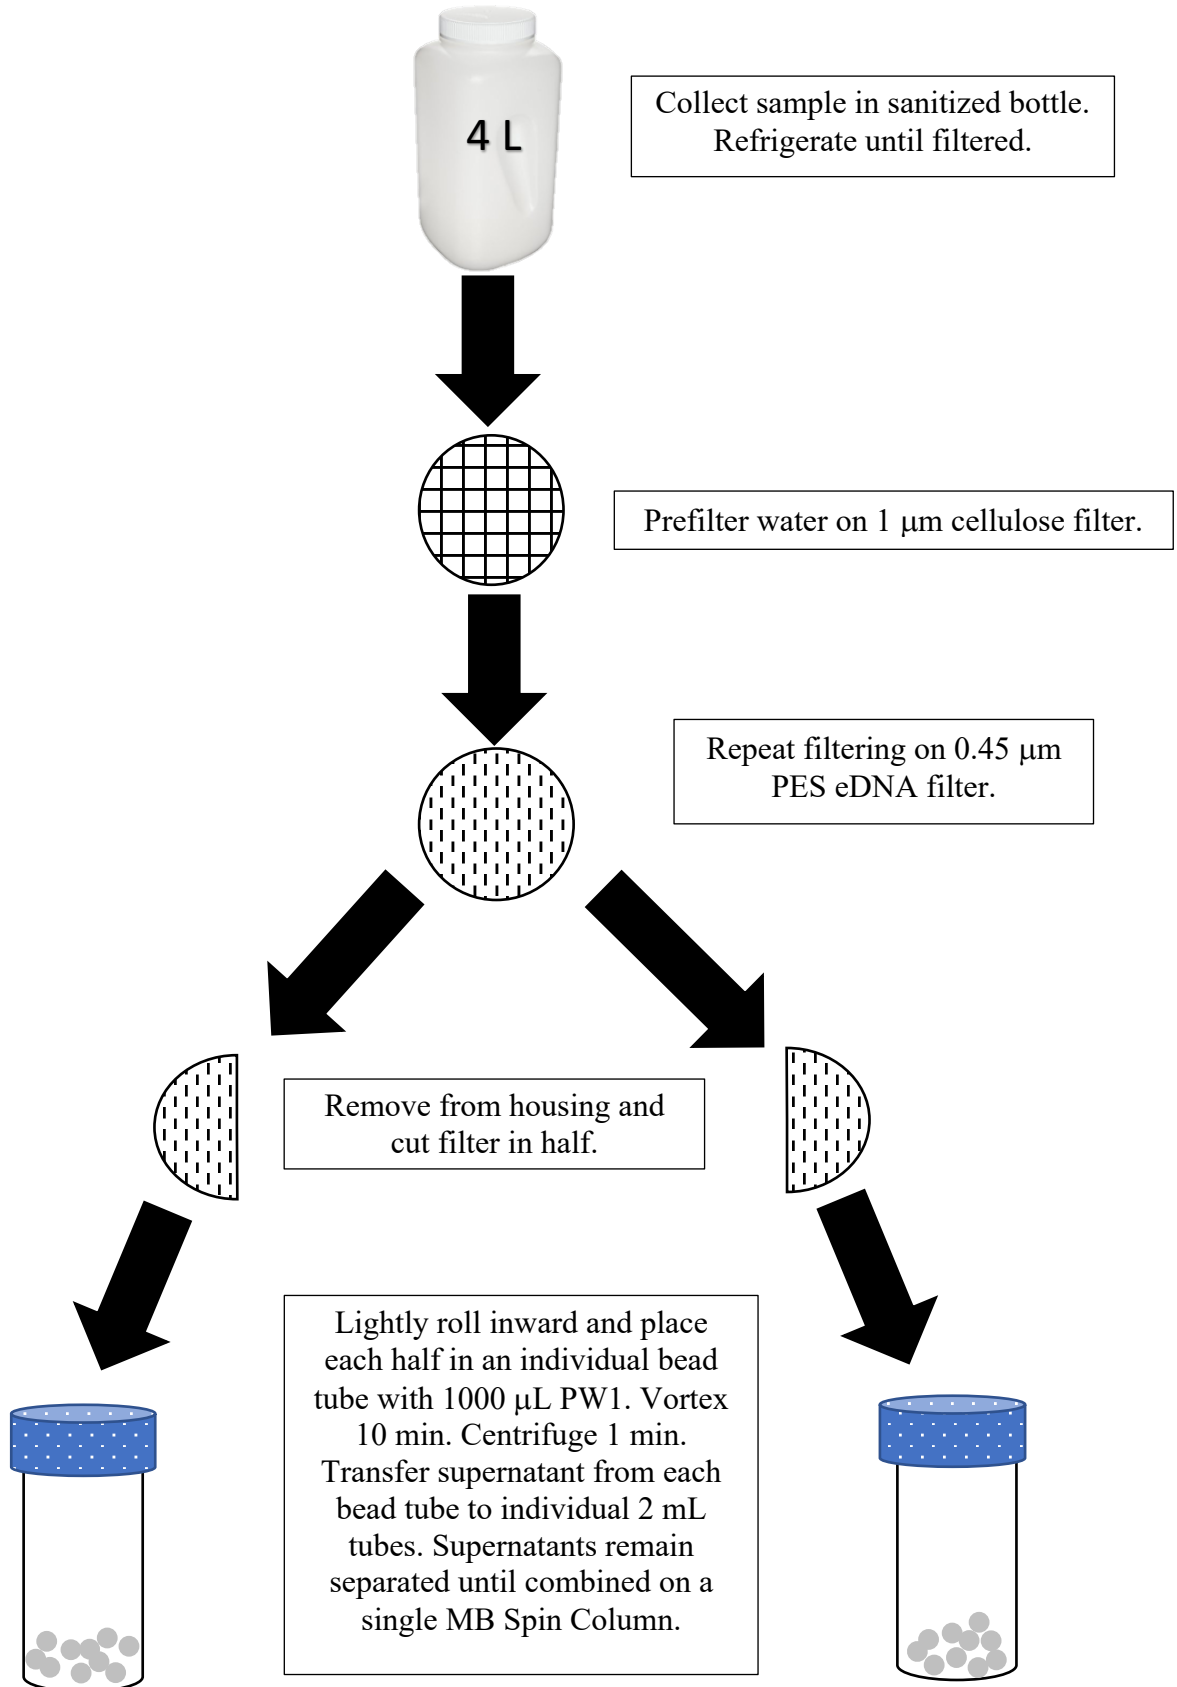 4 L
Collect sample in sanitized bottle.
Refrigerate until filtered.
Prefilter water on 1 μm cellulose filter.
Repeat filtering on 0.45 μm
PES eDNA filter.
Remove from housing and
cut filter in half.
Lightly roll inward and place
each half in an individual bead
tube with 1000 μL PW1. Vortex
10 min. Centrifuge 1 min.
Transfer supernatant from each
bead tube to individual 2 mL
tubes. Supernatants remain
separated until combined on a
single MB Spin Column.